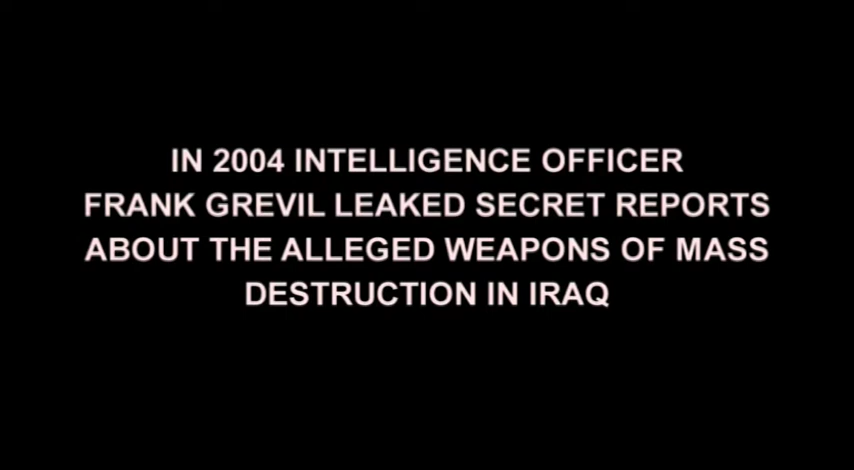 IN 2004 INTELLIGENCE OFFICER
FRANK GREVIL LEAKED SECRET REPORTS
ABOUT THE ALLEGED WEAPONS OF MASS
DESTRUCTION IN IRAQ